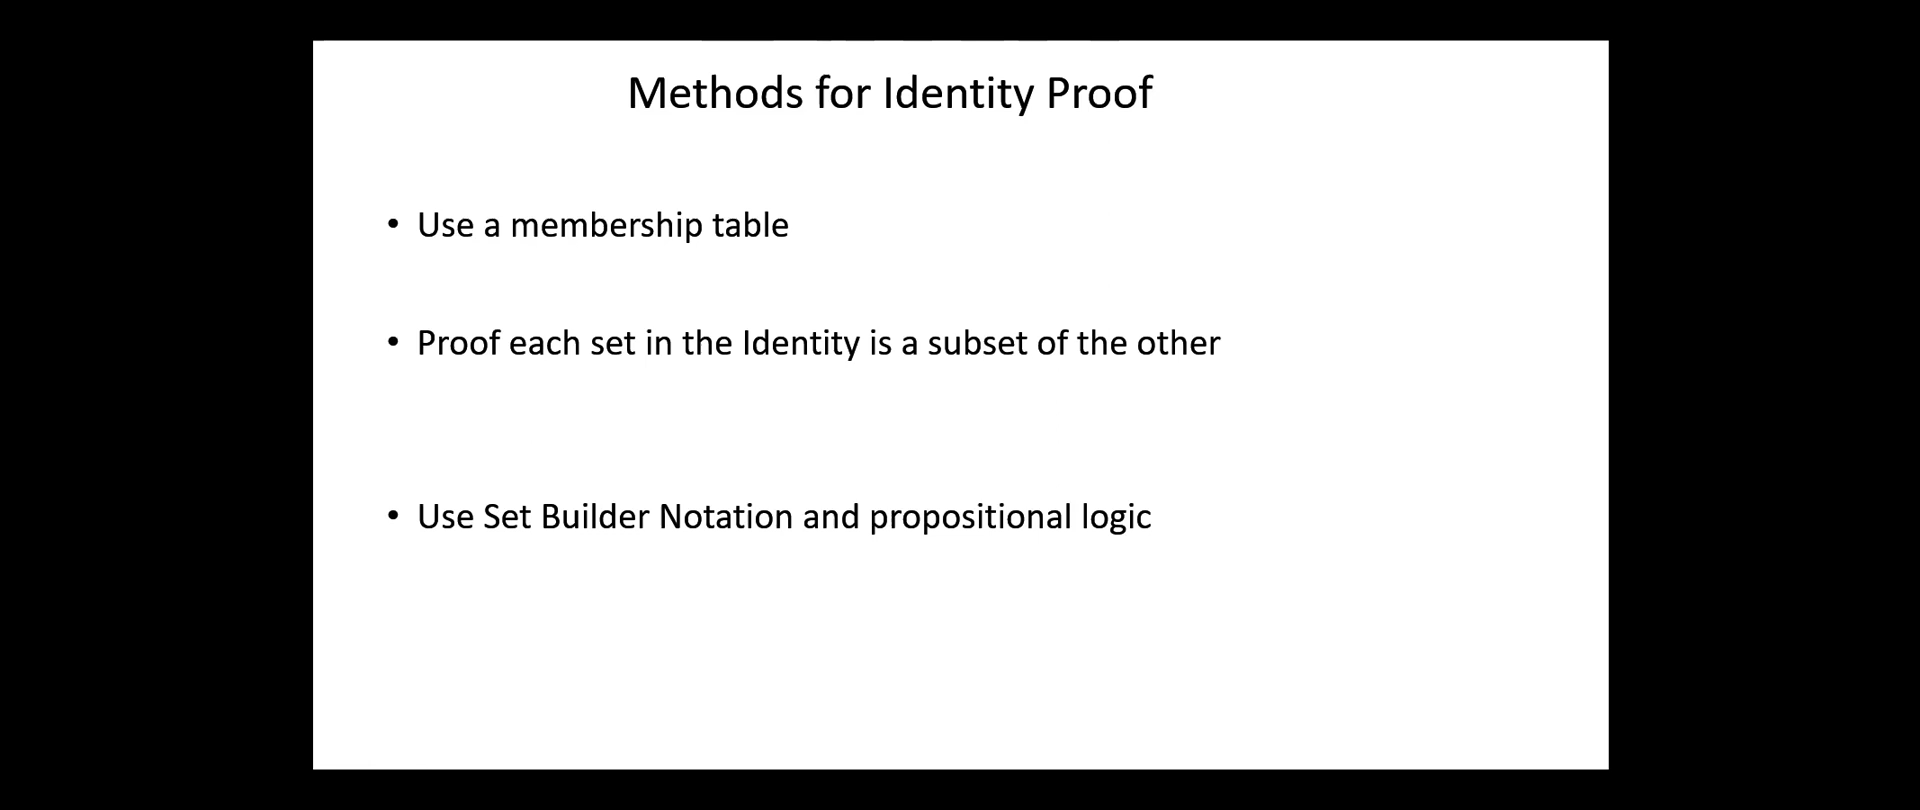 Methods for Identity Proof
• Use a membership table
• Proof each set in the Identity is a subset of the other
• Use Set Builder Notation and propositional logic